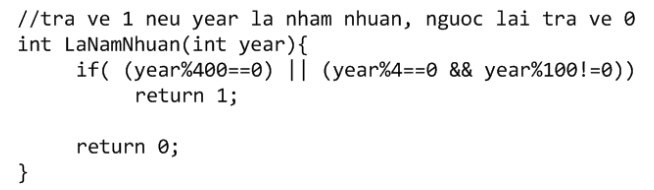 //tra ve 1 neu year la nham nhuan, nguoc lai tra ve 0
int LaNamNhuan(int year){
if( (year%400==0) || (year%4==0 && year%100!=0))
return 1;
return 0;
}